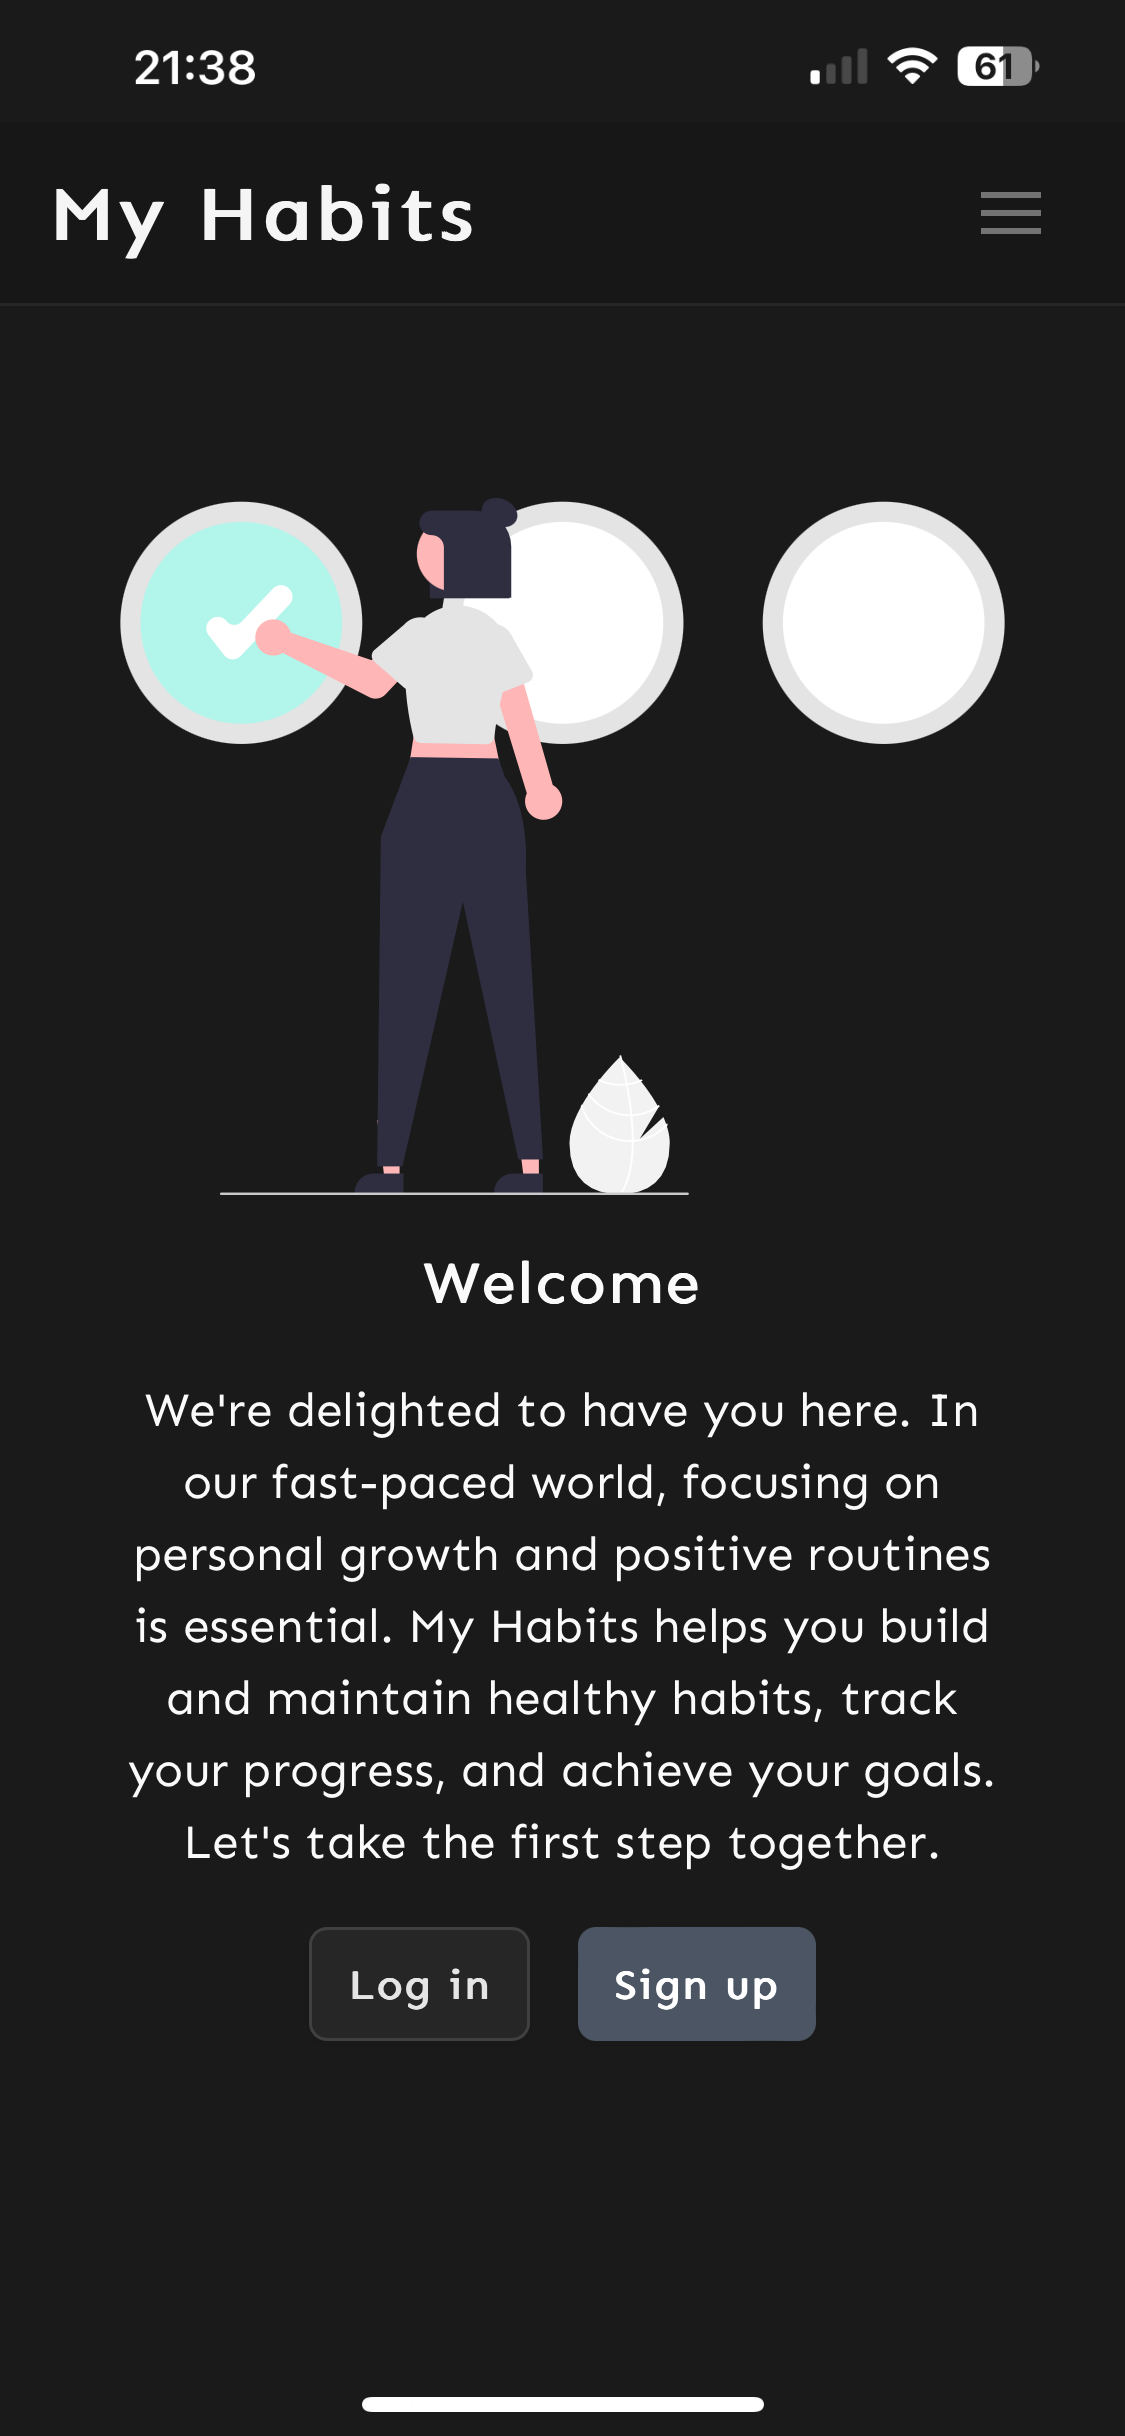 21:38
61
My Habits
Welcome
We're delighted to have you here. In
our fast-paced world, focusing on
personal growth and positive routines
is essential. My Habits helps you build
and maintain healthy habits, track
your progress, and achieve your goals.
Let's take the first step together.
Log in
Sign up